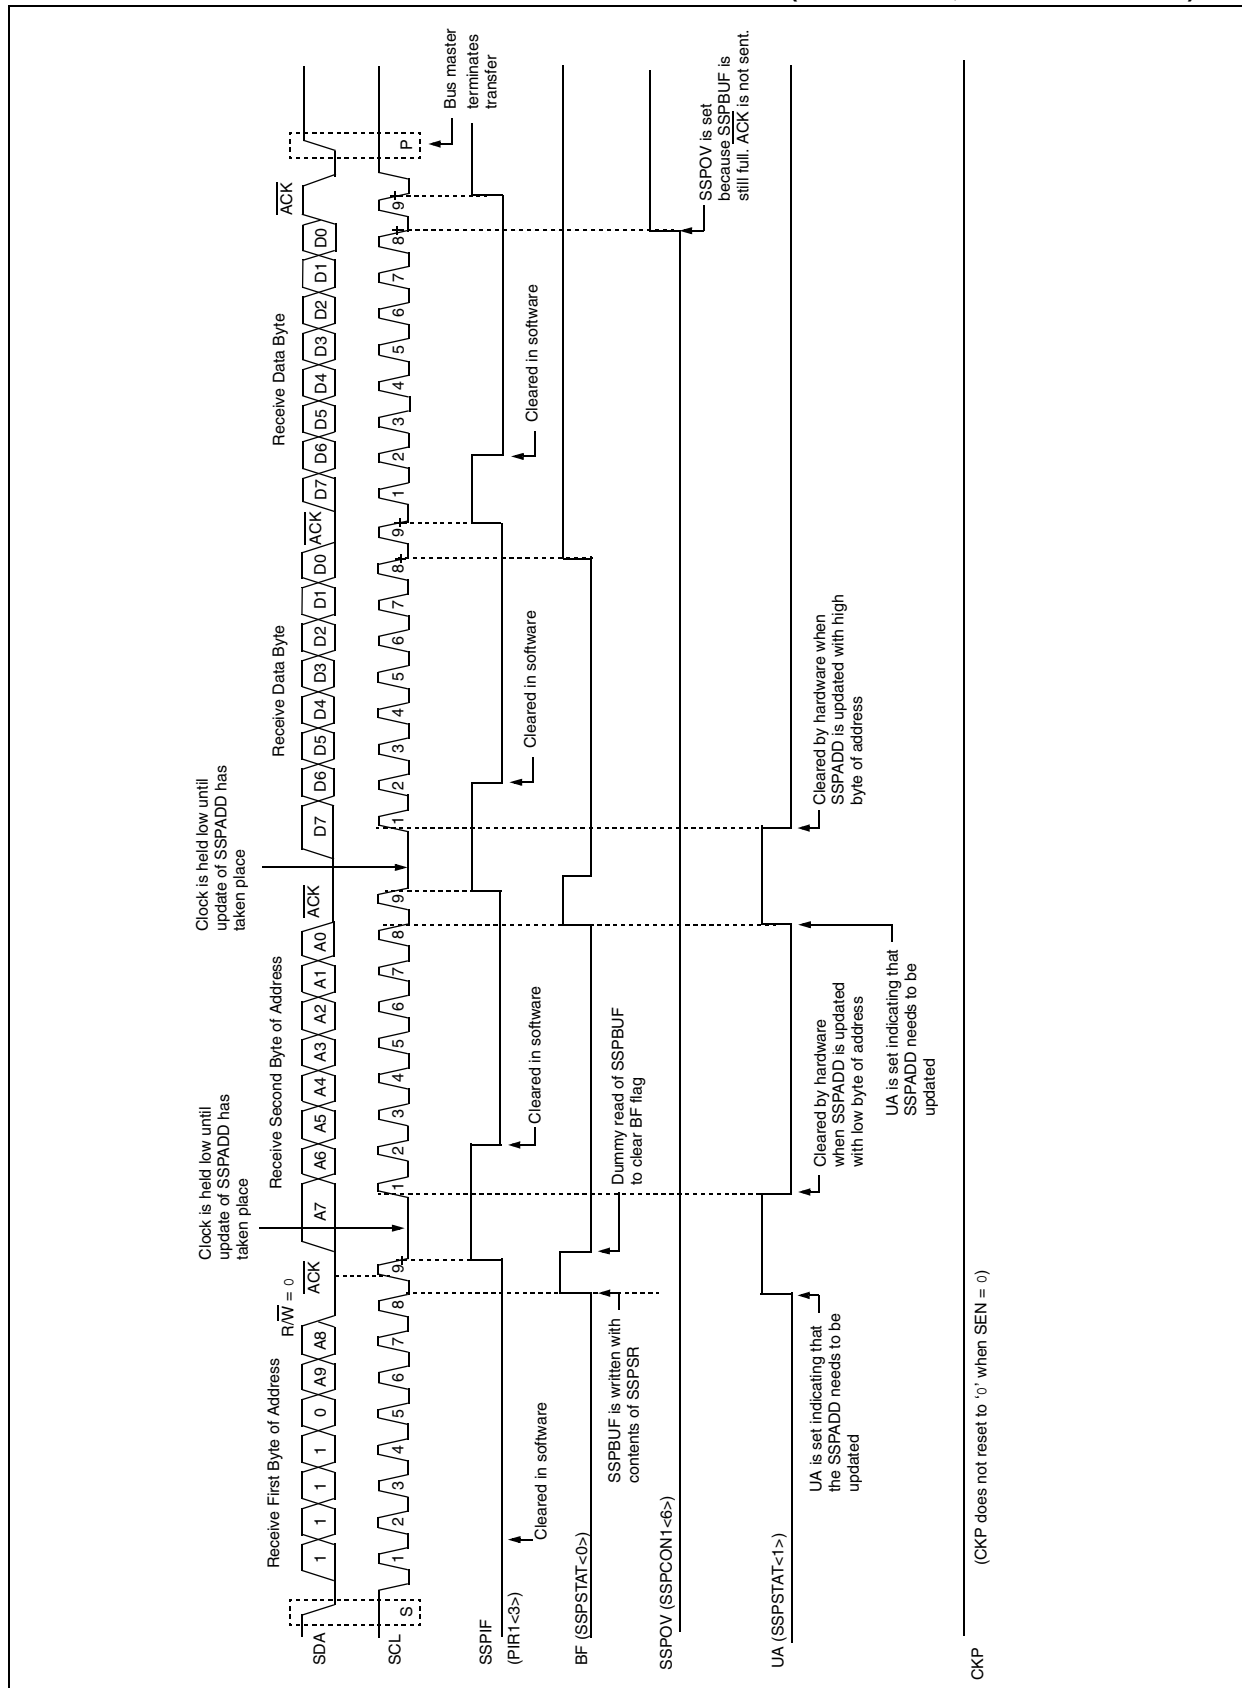 Clock is held low until
update of SSPADD has
taken place
Clock is held low until
update of SSPADD has
taken place
Receive First Byte of Address
R/W = 0
Receive Second Byte of Address
Receive Data Byte
Receive Data Byte
ACK
ACK
ACK
ACK
SDA
1 1 1 1 0 A9 A8
A7 A6 A5 A4 A3 A2 A1 A0
D7 D6 D5 D4 D3 D2 D1 D0
D7 D6 D5 D4 D3 D2 D1 D0
SCL
S
1 2 3 4 5 6 7 8 9
1 2 3 4 5 6 7 8 9
1 2 3 4 5 6 7 8 9
1 2 3 4 5 6 7 8 9
P
Bus master
terminates
transfer
SSPIF
(PIR1<3>)
Cleared in software
Cleared in software
Cleared in software
Cleared in software
BF (SSPSTAT<0>)
SSPBUF is written with
contents of SSPSR
Dummy read of SSPBUF
to clear BF flag
SSPOV (SSPCON1<6>)
SSPOV is set
because SSPBUF is
still full. ACK is not sent.
UA (SSPSTAT<1>)
UA is set indicating that
the SSPADD needs to be
updated
Cleared by hardware
when SSPADD is updated
with low byte of address
UA is set indicating that
SSPADD needs to be
updated
Cleared by hardware when
SSPADD is updated with high
byte of address
CKP
(CKP does not reset to ‘0’ when SEN = 0)